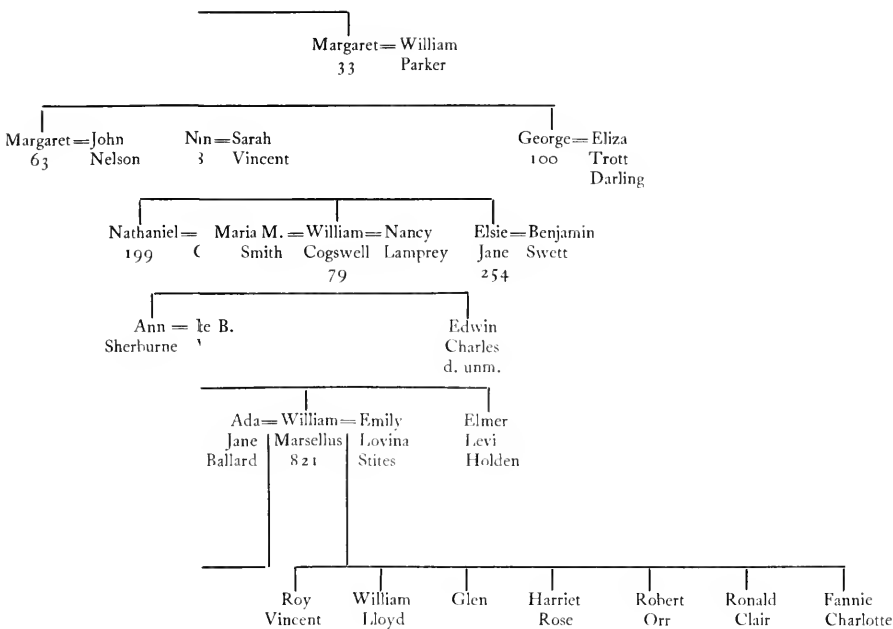 Margaret = William
33 Parker
Margaret = John = Sarah George = Eliza
63 Nelson Vincent 100 Trott
Darling
Nathaniel = Maria M. = William = Nancy Elsie = Benjamin
199 Smith Cogswell Lamprey Jane Swett
79 254
Ann = B. Edwin
Sherburne Charles
d. unm.
Ada = William = Emily Elmer
Jane Marsellus Lovina Levi
Ballard 821 Stites Holden
Roy William Glen Harriet Robert Ronald Fannie
Vincent Lloyd Rose Orr Clair Charlotte